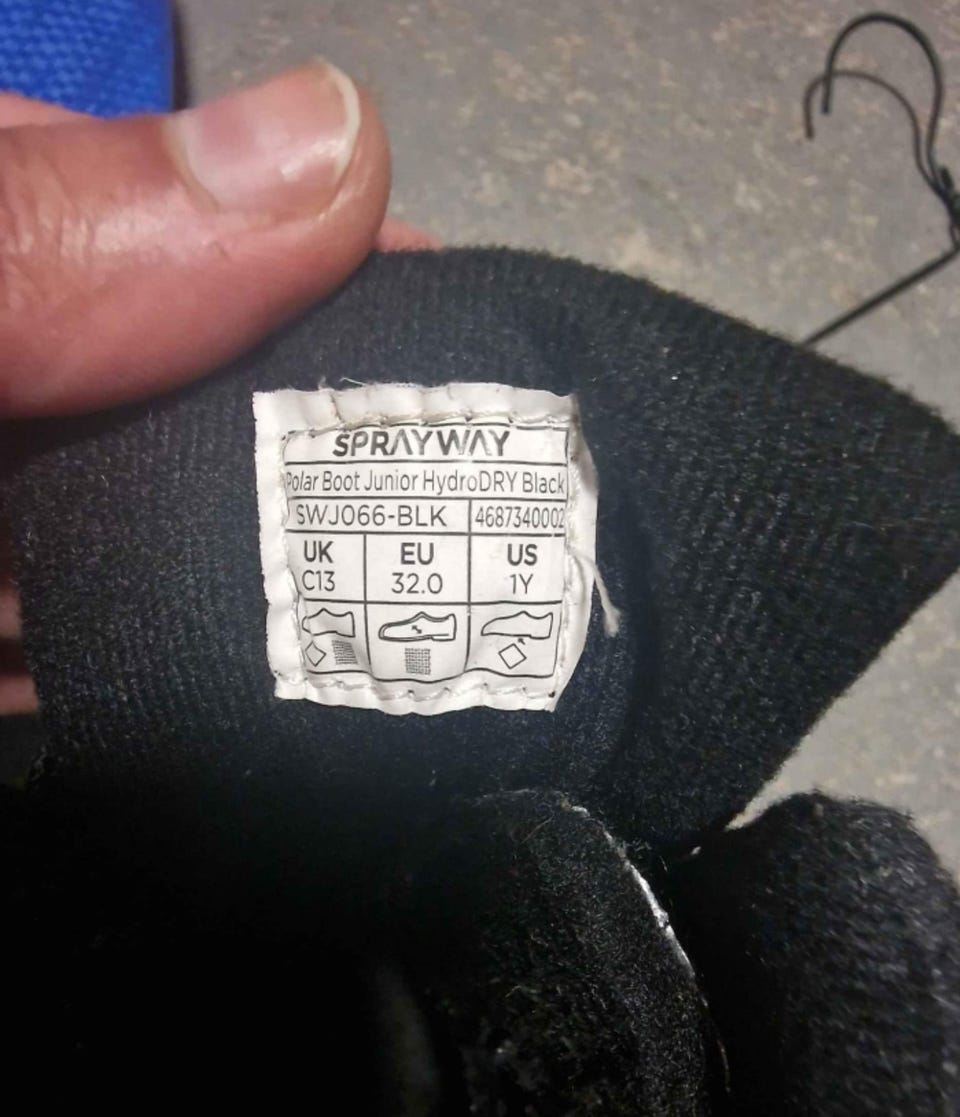 SPRAYWAY
Polar Boot Junior HydroDRY Black
SWJ066-BLK 4687340002
UK EU US
C13 32.0 1Y